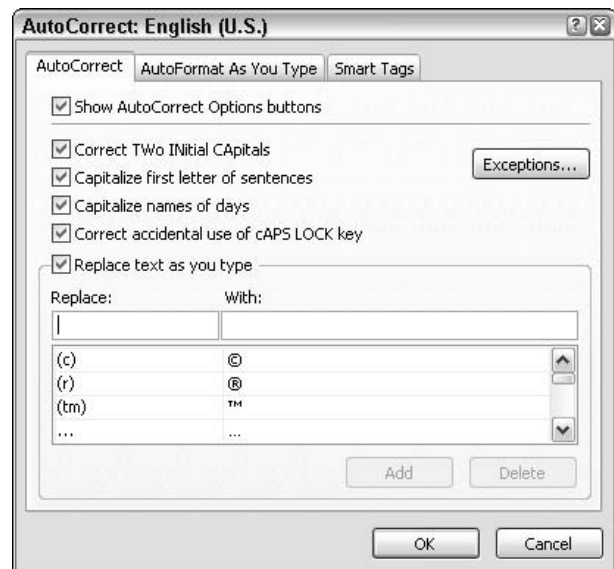 AutoCorrect: English (U.S.)
AutoCorrect AutoFormat As You Type Smart Tags
Show AutoCorrect Options buttons
Correct TWo INitial CApitals
Exceptions...
Capitalize first letter of sentences
Capitalize names of days
Correct accidental use of cAPS LOCK key
Replace text as you type
Replace: With:
(c) ©
(r) ®
(tm) ™
... …
Add Delete
OK Cancel